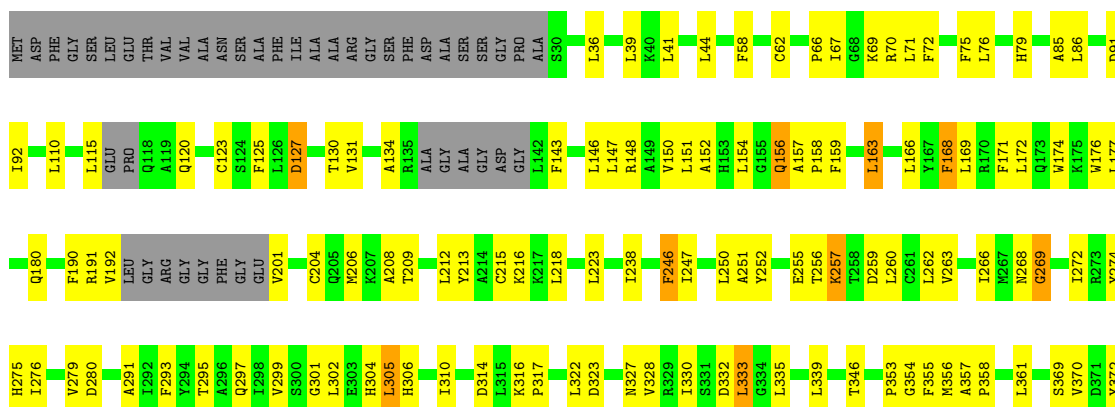 MET ASP PHE GLY SER LEU GLU THR VAL VAL ALA ASN SER ALA PHE ILE ALA ALA ARG GLY SER PHE ASP ALA SER SER GLY PRO ALA S30 L36 L39 K40 L41 L44 F58 C62 P66 I67 G68 K69 R70 L71 F72 F75 L76 H79 A85 L86 D91
I92 L110 L115 GLU PRO Q118 A119 Q120 C123 S124 F125 L126 D127 T130 V131 A134 R135 ALA GLY ALA GLY ASP GLY L142 F143 L146 L147 R148 A149 V150 L151 A152 H153 L154 G155 Q156 A157 P158 F159 L163 L166 Y167 F168 L169 R170 F171 L172 Q173 W174 K175 W176
Q180 F190 R191 V192 LEU GLY ARG GLY GLY PHE GLY GLU V201 C204 Q205 M206 K207 A208 T209 L212 Y213 A214 C215 K216 K217 L218 L223 I238 F246 I247 L250 A251 Y252 E255 T256 K257 T258 D259 L260 C261 L262 V263 I266 M267 N268 G269 I272 R273
H275 I276 V279 D280 A291 I292 F293 Y294 T295 A296 Q297 I298 V299 S300 G301 L302 E303 H304 L305 H306 I310 D314 L315 K316 P317 L322 D323 N327 V328 R329 I330 S331 D332 L333 G334 L335 L339 T346 P353 G354 F355 M356 A357 P358 L361 S369 V370 D371